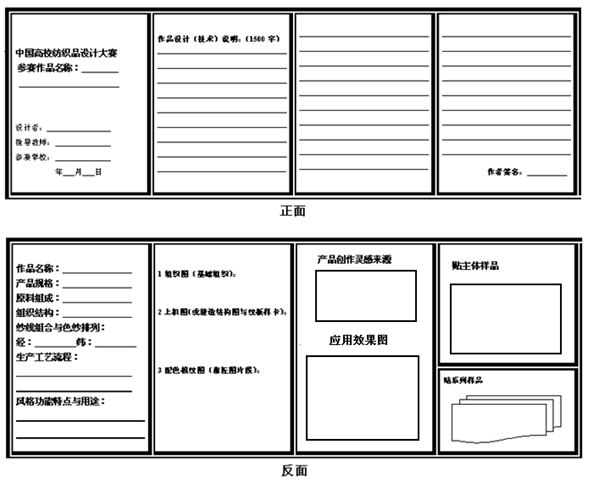 中国高校纺织品设计大赛
参赛作品名称：
设计者：
指导教师：
参赛学校：
年 月 日
作品设计（技术）说明：（1500字）
作者签名：
正面
作品名称：
产品规格：
原料组成：
组织结构：
纱线组合与色纱排列：
经： 纬：
生产工艺流程：
风格功能特点与用途：
1 组织图（基础组织）。
2 上机图（或装造结构图与纹板样卡）。
3 配色模纹图（意匠图片段）。
产品创作灵感来源
应用效果图
贴主体样品
贴系列样品
反面